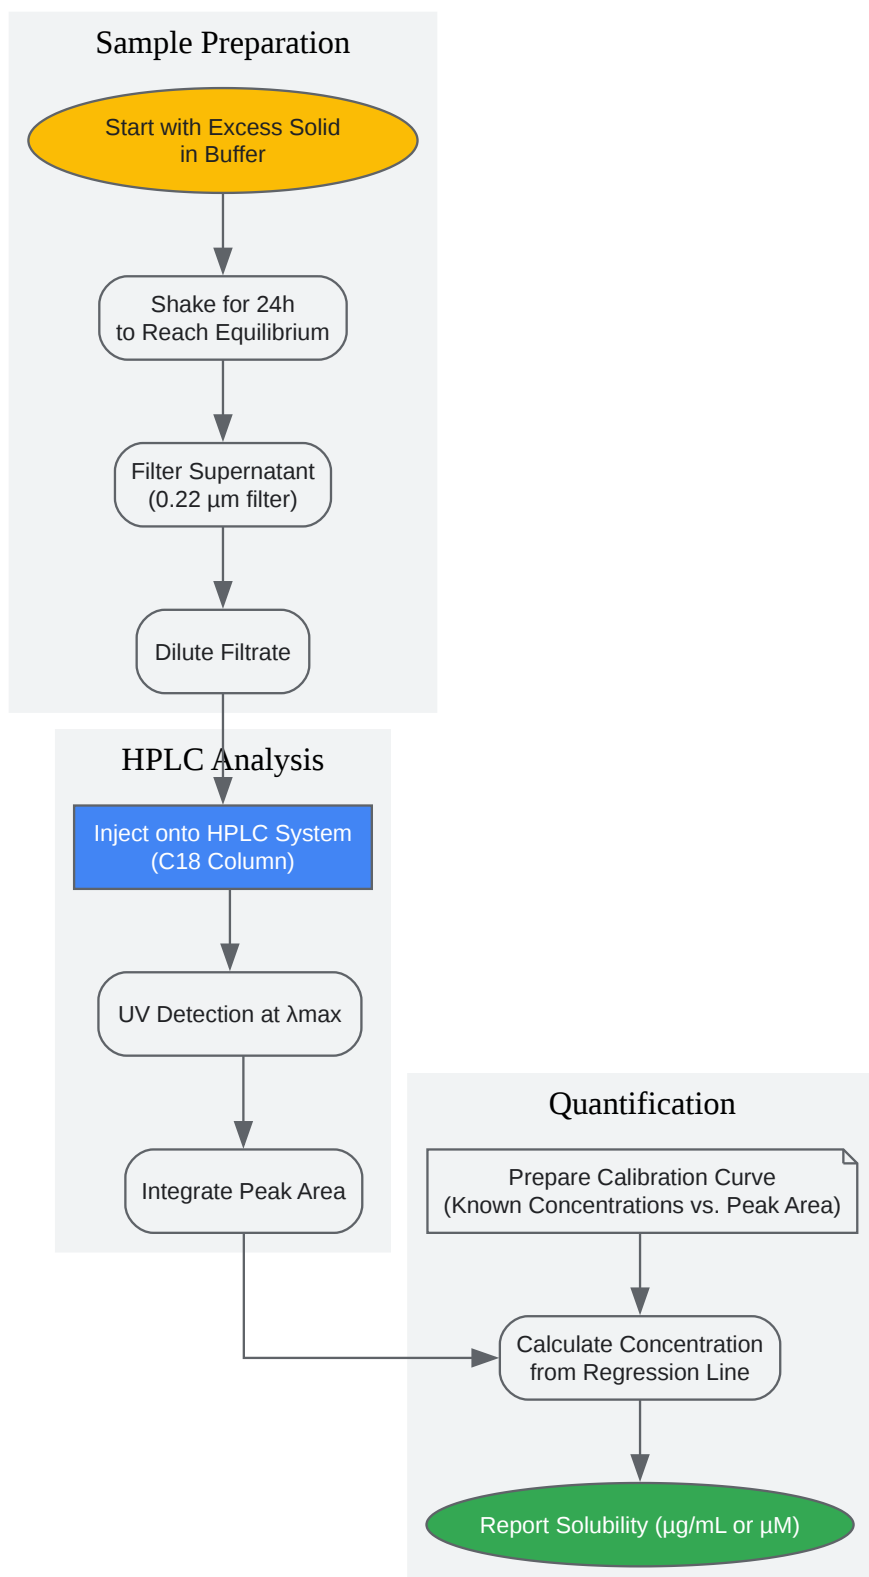 Sample Preparation
Start with Excess Solid
in Buffer
Shake for 24h
to Reach Equilibrium
Filter Supernatant
(0.22 µm filter)
Dilute Filtrate
HPLC Analysis
Inject onto HPLC System
(C18 Column)
UV Detection at λmax
Integrate Peak Area
Quantification
Prepare Calibration Curve
(Known Concentrations vs. Peak Area)
Calculate Concentration
from Regression Line
Report Solubility (µg/mL or µM)